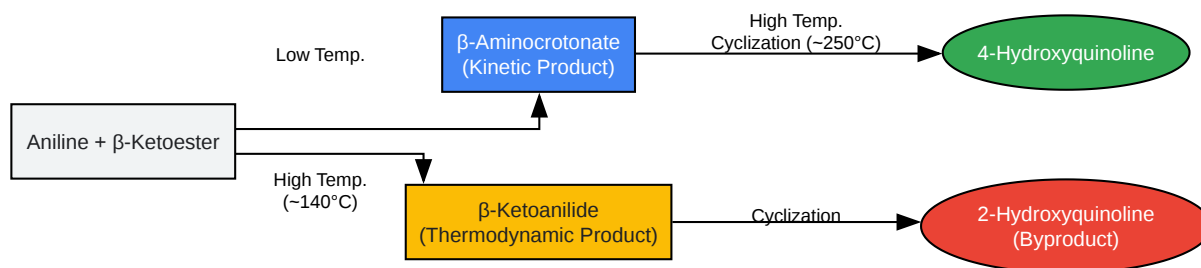 Aniline + β-Ketoester
Low Temp.
β-Aminocrotonate
(Kinetic Product)
High Temp.
Cyclization (~250°C)
4-Hydroxyquinoline
High Temp.
(~140°C)
β-Ketoanilide
(Thermodynamic Product)
Cyclization
2-Hydroxyquinoline
(Byproduct)